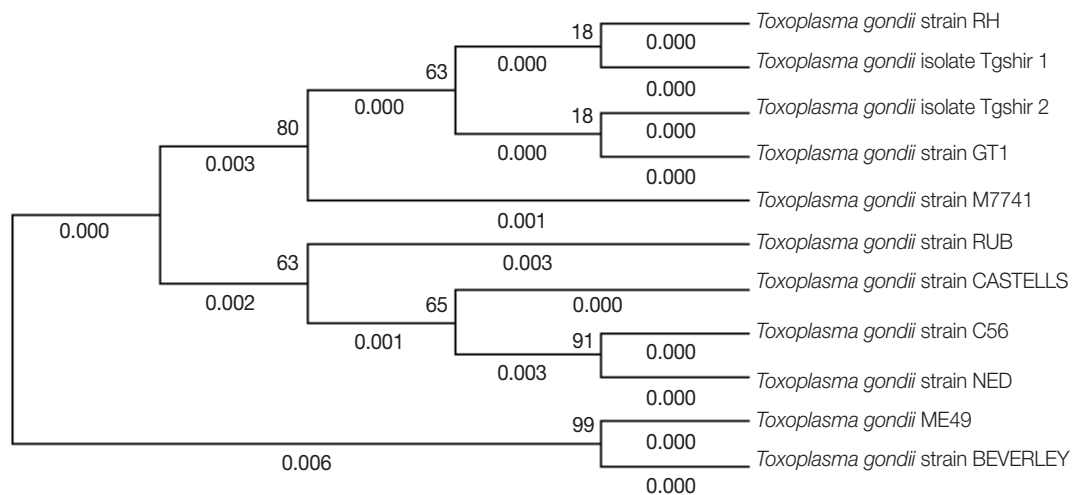 Toxoplasma gondii strain RH
18
0.000
63
0.000
Toxoplasma gondii isolate Tgshir 1
0.000
0.000
Toxoplasma gondii isolate Tgshir 2
18
80
0.000
0.003
0.000
Toxoplasma gondii strain GT1
0.000
Toxoplasma gondii strain M7741
0.001
0.000
Toxoplasma gondii strain RUB
63
0.003
Toxoplasma gondii strain CASTELLS
0.002
65
0.000
Toxoplasma gondii strain C56
0.001
91
0.000
0.003
Toxoplasma gondii strain NED
0.000
Toxoplasma gondii ME49
99
0.000
0.006
Toxoplasma gondii strain BEVERLEY
0.000